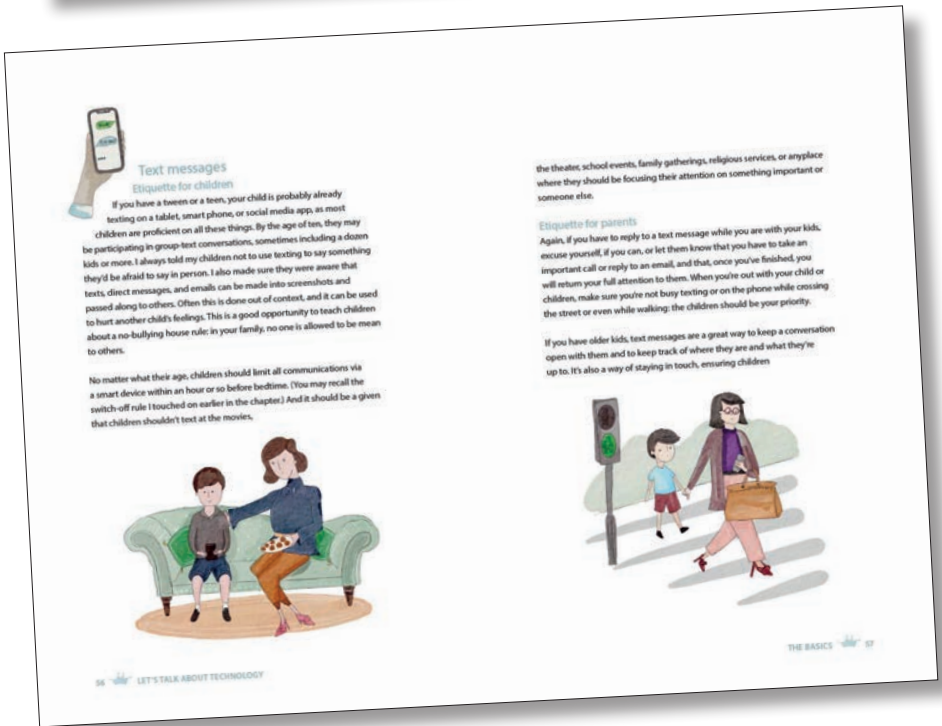 Text messages
Etiquette for children
If you have a tween or a teen, your child is probably already
texting on a tablet, smart phone, or social media app, as most
children are proficient on all these things. By the age of ten, they may
be participating in group-text conversations, sometimes including a dozen
kids or more. I always told my children not to use texting to say something
they'd be afraid to say in person. I also made sure they were aware that
texts, direct messages, and emails can be made into screenshots and
passed along to others. Often this is done out of context, and it can be used
to hurt another child's feelings. This is a good opportunity to teach children
about a no-bullying house rule: in your family, no one is allowed to be mean
to others.
No matter what their age, children should limit all communications via
a smart device within an hour or so before bedtime. (You may recall the
switch-off rule I touched on earlier in the chapter.) And it should be a given
that children shouldn't text at the movies,
56 LET'S TALK ABOUT TECHNOLOGY
the theater, school events, family gatherings, religious services, or anyplace
where they should be focusing their attention on something important or
someone else.
Etiquette for parents
Again, if you have to reply to a text message while you are with your kids,
excuse yourself, if you can, or let them know that you have to take an
important call or reply to an email, and that, once you've finished, you
will return your full attention to them. When you're out with your child or
children, make sure you're not busy texting or on the phone while crossing
the street or even while walking: the children should be your priority.
If you have older kids, text messages are a great way to keep a conversation
open with them and to keep track of where they are and what they're
up to. It's also a way of staying in touch, ensuring children
THE BASICS 57